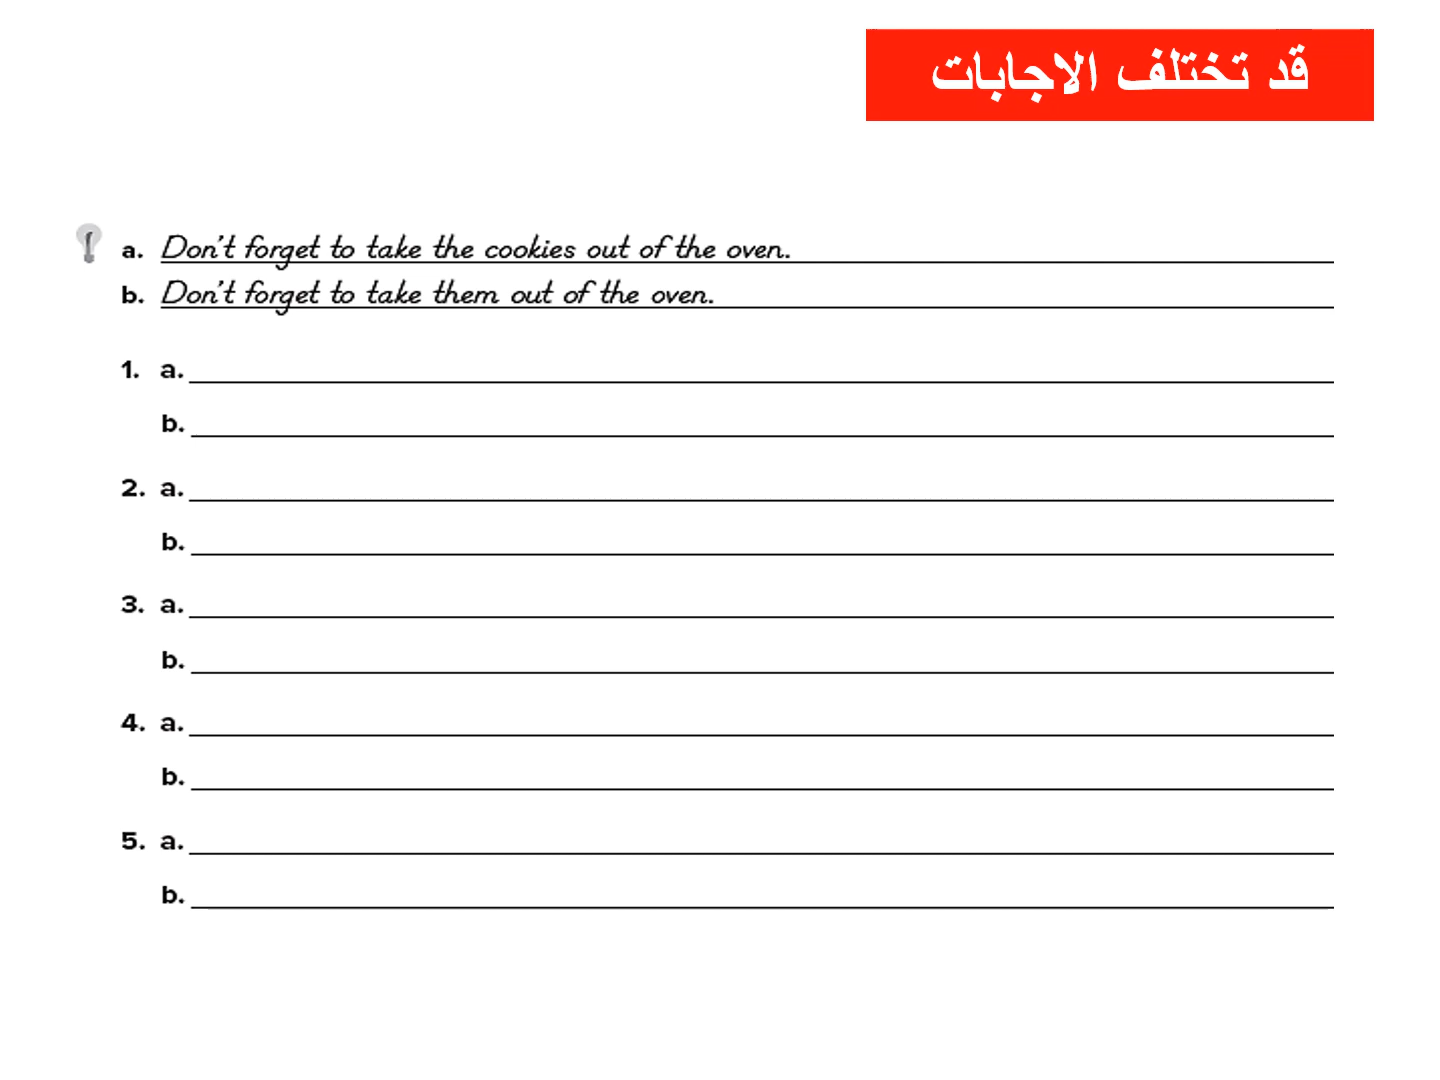 قد تختلف الاجابات
a. Don't forget to take the cookies out of the oven.
b. Don't forget to take them out of the oven.
1. a.
b.
2. a.
b.
3. a.
b.
4. a.
b.
5. a.
b.